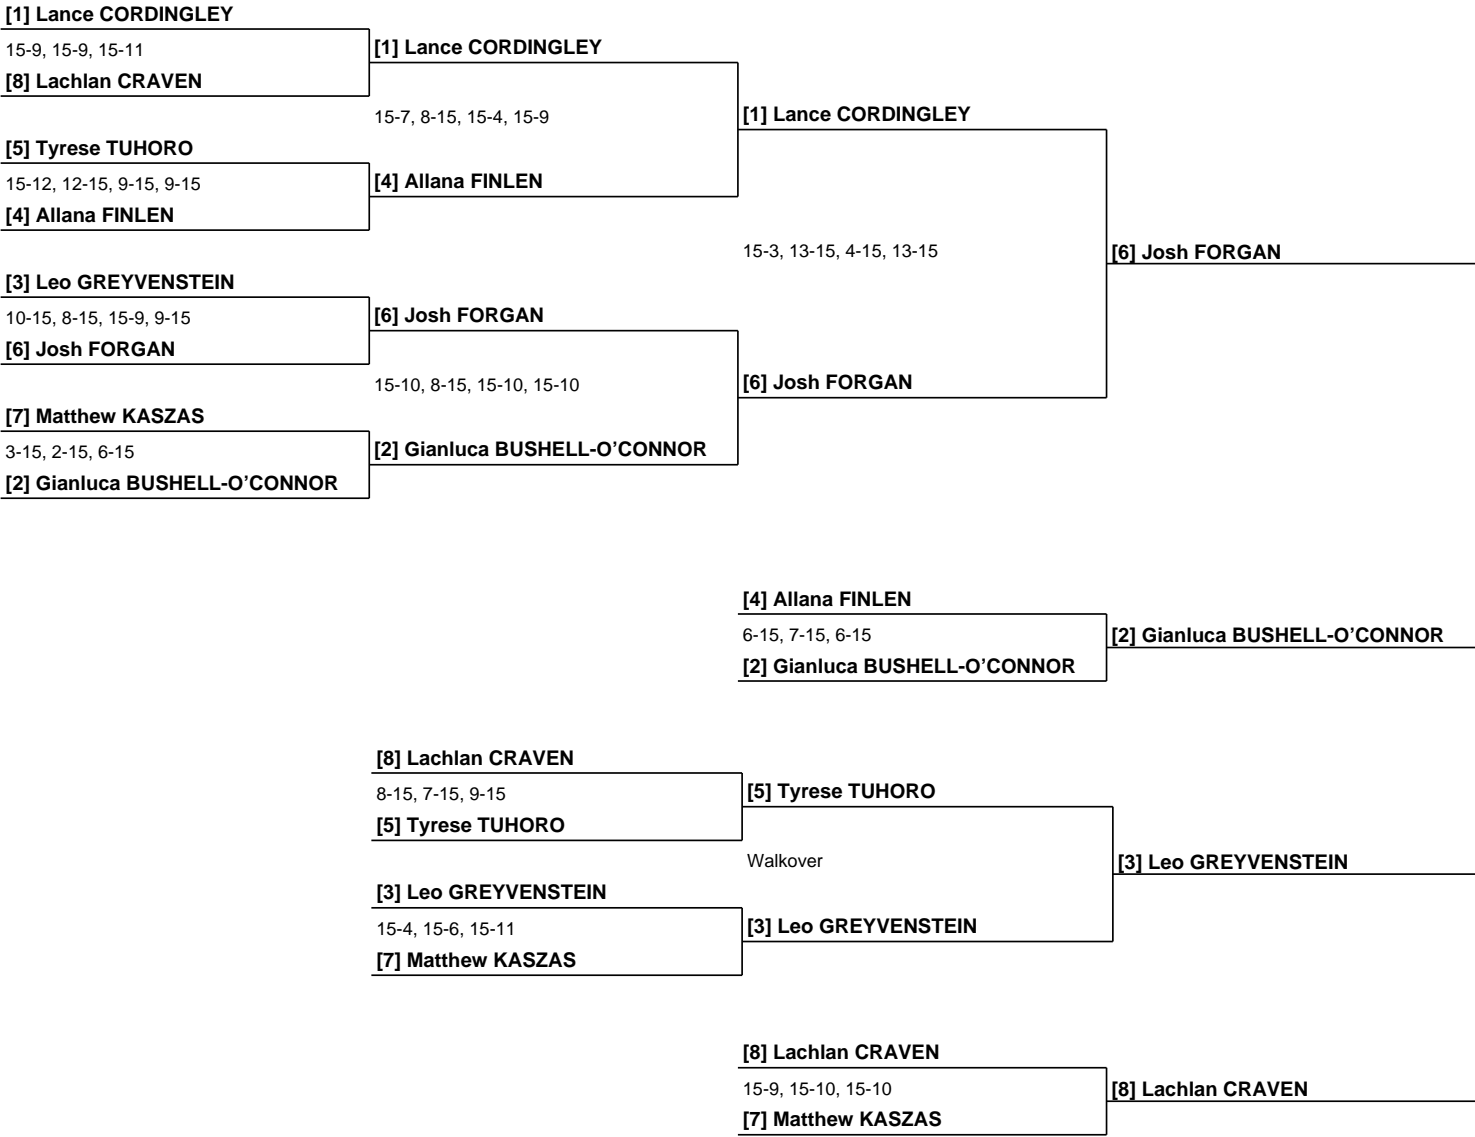 [1] Lance CORDINGLEY
15-9, 15-9, 15-11
[8] Lachlan CRAVEN
[5] Tyrese TUHORO
15-12, 12-15, 9-15, 9-15
[4] Allana FINLEN
[3] Leo GREYVENSTEIN
10-15, 8-15, 15-9, 9-15
[6] Josh FORGAN
[7] Matthew KASZAS
3-15, 2-15, 6-15
[2] Gianluca BUSHELL-O’CONNOR
[1] Lance CORDINGLEY
15-7, 8-15, 15-4, 15-9
[4] Allana FINLEN
[6] Josh FORGAN
15-10, 8-15, 15-10, 15-10
[2] Gianluca BUSHELL-O’CONNOR
[1] Lance CORDINGLEY
15-3, 13-15, 4-15, 13-15
[6] Josh FORGAN
[6] Josh FORGAN
[4] Allana FINLEN
6-15, 7-15, 6-15
[2] Gianluca BUSHELL-O’CONNOR
[2] Gianluca BUSHELL-O’CONNOR
[8] Lachlan CRAVEN
8-15, 7-15, 9-15
[5] Tyrese TUHORO
[3] Leo GREYVENSTEIN
15-4, 15-6, 15-11
[7] Matthew KASZAS
[5] Tyrese TUHORO
Walkover
[3] Leo GREYVENSTEIN
[3] Leo GREYVENSTEIN
[8] Lachlan CRAVEN
15-9, 15-10, 15-10
[7] Matthew KASZAS
[8] Lachlan CRAVEN